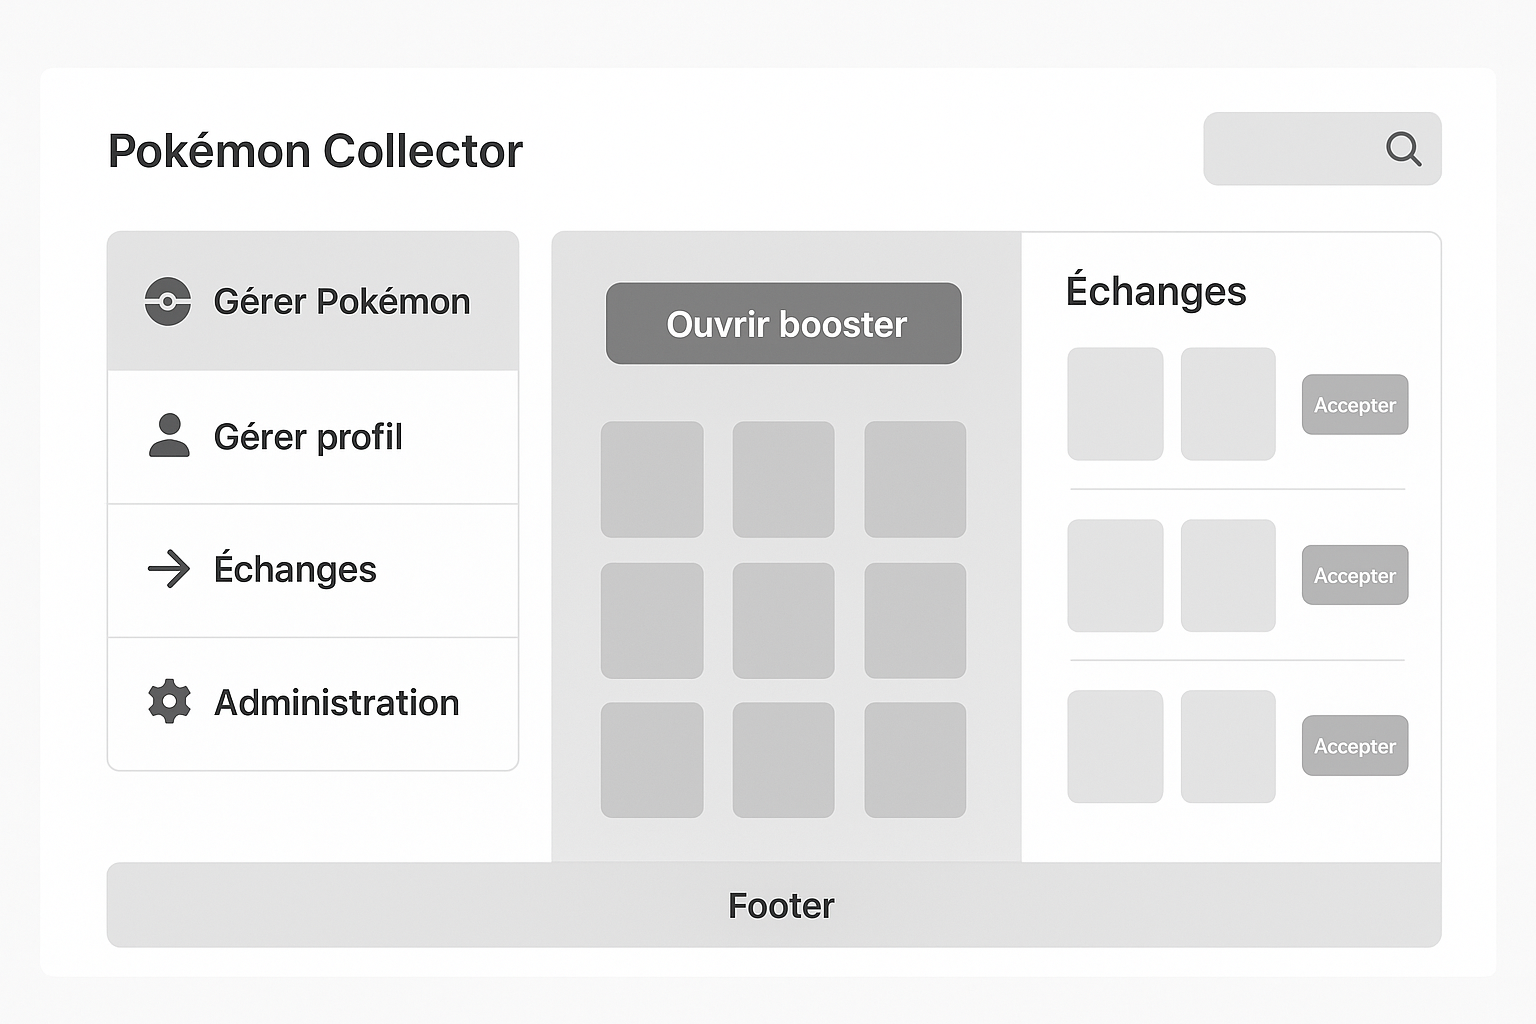 Pokémon Collector
Gérer Pokémon
Gérer profil
Échanges
Administration
Ouvrir booster
Échanges
Accepter
Accepter
Accepter
Footer